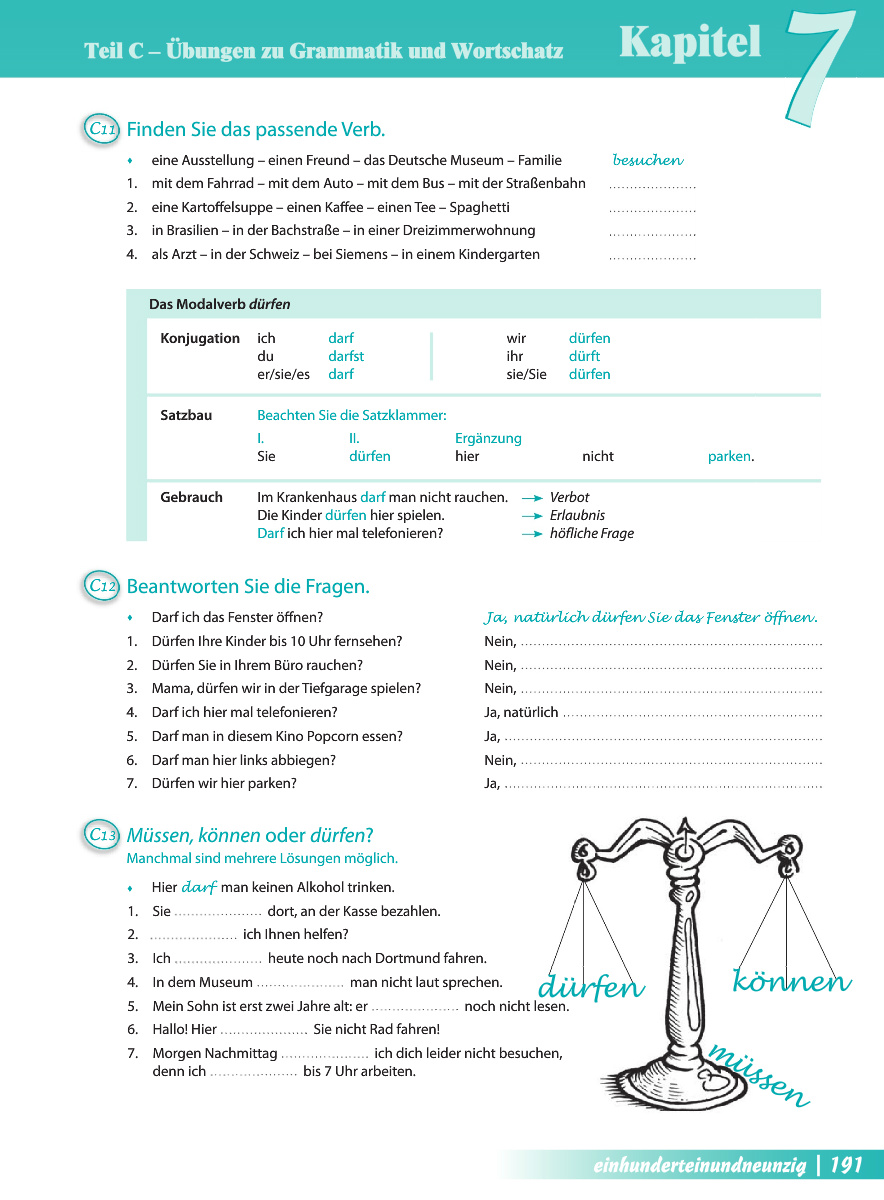 Teil C – Übungen zu Grammatik und Wortschatz Kapitel 7
C11 Finden Sie das passende Verb.
♦ eine Ausstellung – einen Freund – das Deutsche Museum – Familie besuchen
1. mit dem Fahrrad – mit dem Auto – mit dem Bus – mit der Straßenbahn .....................
2. eine Kartoffelsuppe – einen Kaffee – einen Tee – Spaghetti .....................
3. in Brasilien – in der Bachstraße – in einer Dreizimmerwohnung .....................
4. als Arzt – in der Schweiz – bei Siemens – in einem Kindergarten .....................
Das Modalverb dürfen
Konjugation ich darf wir dürfen
du darfst ihr dürft
er/sie/es darf sie/Sie dürfen
Satzbau Beachten Sie die Satzklammer:
I. II. Ergänzung
Sie dürfen hier nicht parken.
Gebrauch Im Krankenhaus darf man nicht rauchen. → Verbot
Die Kinder dürfen hier spielen. → Erlaubnis
Darf ich hier mal telefonieren? → höfliche Frage
C12 Beantworten Sie die Fragen.
♦ Darf ich das Fenster öffnen? Ja, natürlich dürfen Sie das Fenster öffnen.
1. Dürfen Ihre Kinder bis 10 Uhr fernsehen? Nein, .....................
2. Dürfen Sie in Ihrem Büro rauchen? Nein, .....................
3. Mama, dürfen wir in der Tiefgarage spielen? Nein, .....................
4. Darf ich hier mal telefonieren? Ja, natürlich .....................
5. Darf man in diesem Kino Popcorn essen? Ja, .....................
6. Darf man hier links abbiegen? Nein, .....................
7. Dürfen wir hier parken? Ja, .....................
C13 Müssen, können oder dürfen?
Manchmal sind mehrere Lösungen möglich.
♦ Hier darf man keinen Alkohol trinken.
1. Sie ..................... dort, an der Kasse bezahlen.
2. ..................... ich Ihnen helfen?
3. Ich ..................... heute noch nach Dortmund fahren.
4. In dem Museum ..................... man nicht laut sprechen.
5. Mein Sohn ist erst zwei Jahre alt: er ..................... noch nicht lesen.
6. Hallo! Hier ..................... Sie nicht Rad fahren!
7. Morgen Nachmittag ..................... ich dich leider nicht besuchen,
denn ich ..................... bis 7 Uhr arbeiten.
dürfen
können
müssen
einhunderteinundneunzig | 191